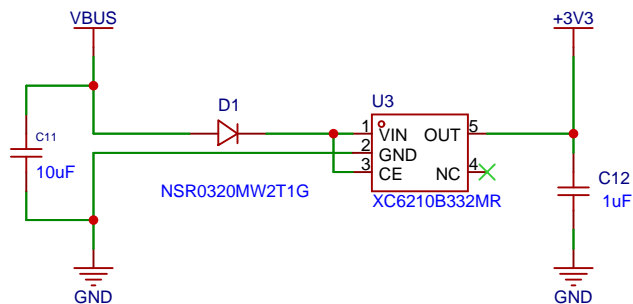 VBUS
+3V3
D1
U3
C11
10uF
1
VIN
OUT
5
2
GND
3
CE
NC
4
NSR0320MW2T1G
XC6210B332MR
C12
1uF
GND
GND